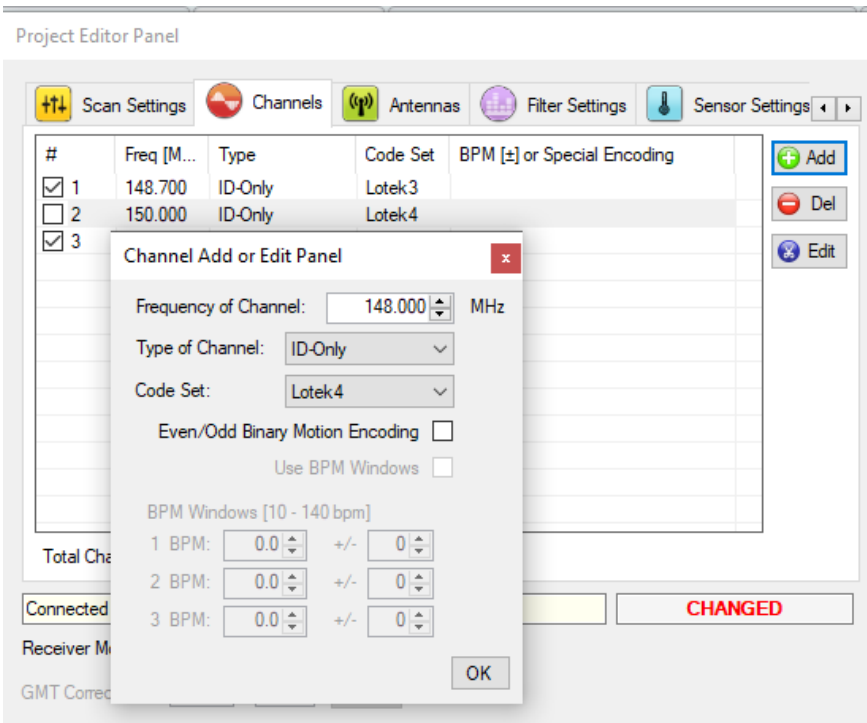 Project Editor Panel
Scan Settings Channels Antennas Filter Settings Sensor Settings
# Freq [M... Type Code Set BPM [±] or Special Encoding
1 148.700 ID-Only Lotek3
2 150.000 ID-Only Lotek4
3
Add
Del
Edit
Channel Add or Edit Panel x
Frequency of Channel: 148.000 MHz
Type of Channel: ID-Only
Code Set: Lotek4
Even/Odd Binary Motion Encoding
Use BPM Windows
BPM Windows [10 - 140 bpm]
1 BPM: 0.0 +/- 0
2 BPM: 0.0 +/- 0
3 BPM: 0.0 +/- 0
OK
Total Cha
Connected CHANGED
Receiver M
GMT Correc